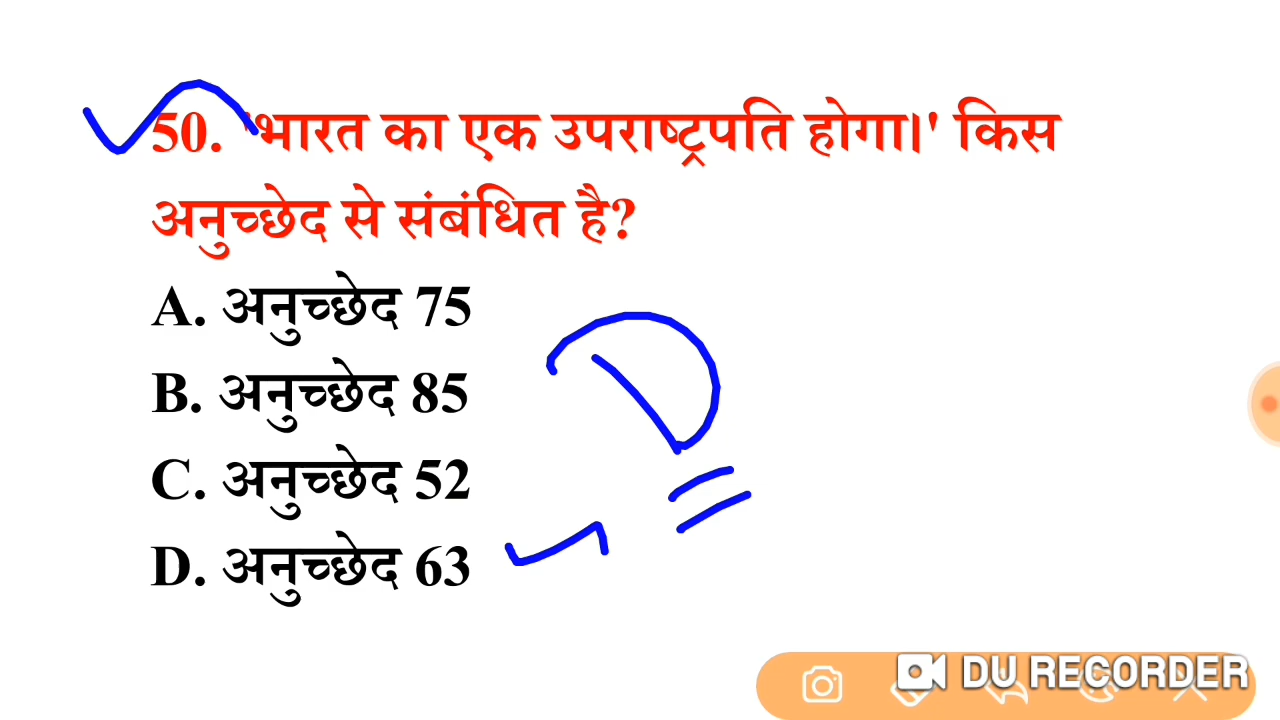 50. 'भारत का एक उपराष्ट्रपति होगा।' किस
अनुच्छेद से संबंधित है?
A. अनुच्छेद 75
B. अनुच्छेद 85
C. अनुच्छेद 52
D. अनुच्छेद 63
D
DU RECORDER